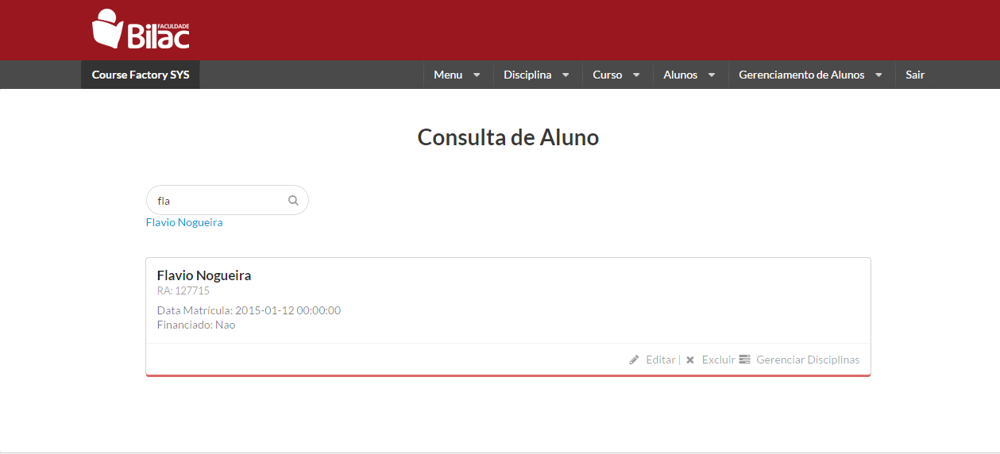 FACULDADE
Bilac
Course Factory SYS Menu Disciplina Curso Alunos Gerenciamento de Alunos Sair
Consulta de Aluno
fla
Flavio Nogueira
Flavio Nogueira
RA: 127715
Data Matrícula: 2015-01-12 00:00:00
Financiado: Nao
Editar | Excluir Gerenciar Disciplinas